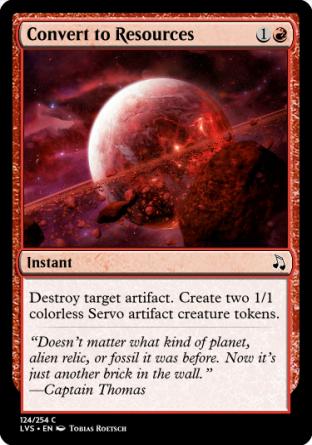 Convert to Resources 1
Instant
Destroy target artifact. Create two 1/1
colorless Servo artifact creature tokens.
"Doesn't matter what kind of planet,
alien relic, or fossil it was before. Now it's
just another brick in the wall."
—Captain Thomas
124/254 C
LVS • EN TOBIAS ROETSCH